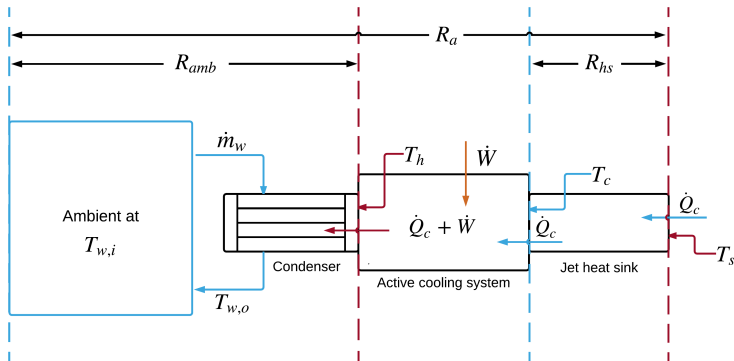 R_a
R_amb
R_hs
ṁ_w
T_h
Ẇ
T_c
Q̇_c
Ambient at
T_w,i
Q̇_c + Ẇ
Q̇_c
T_s
Condenser
Active cooling system
Jet heat sink
T_w,o